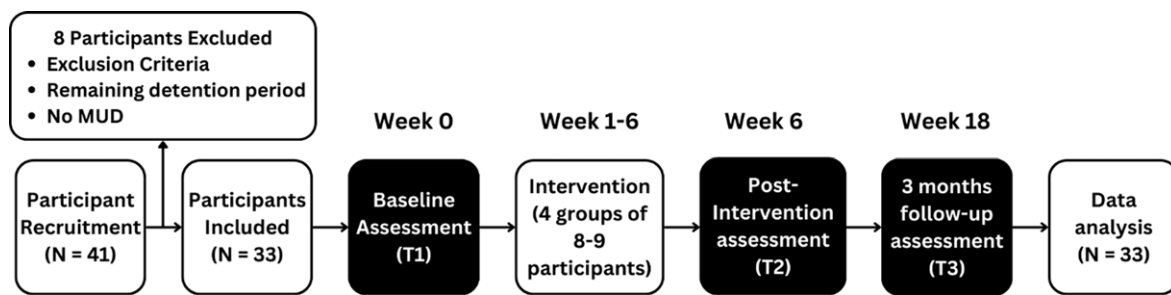 8 Participants Excluded
• Exclusion Criteria
• Remaining detention period
• No MUD
Week 0
Week 1-6
Week 6
Week 18
Participant
Recruitment
(N = 41)
Participants
Included
(N = 33)
Baseline
Assessment
(T1)
Intervention
(4 groups of
8-9
participants)
Post-
Intervention
assessment
(T2)
3 months
follow-up
assessment
(T3)
Data
analysis
(N = 33)